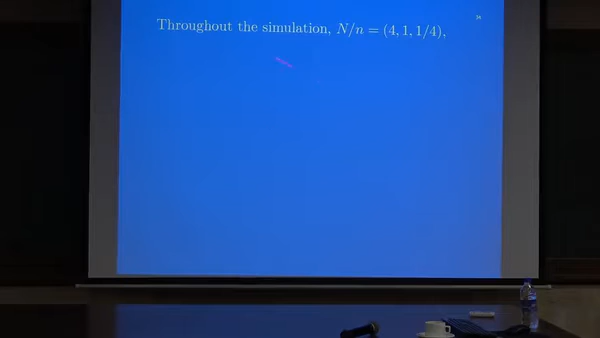 Throughout the simulation, N/n = (4, 1, 1/4),